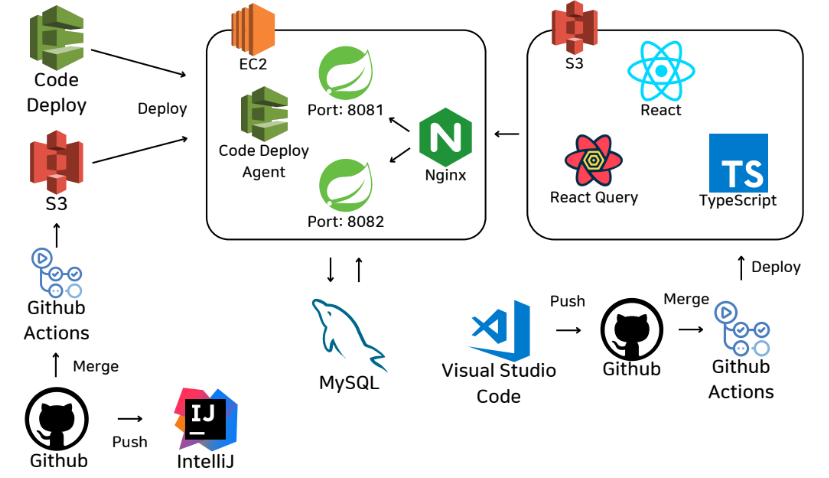 Code
Deploy
Deploy
S3
Github
Actions
Merge
Github
Push
IntelliJ
IJ
EC2
Code Deploy
Agent
Port: 8081
Port: 8082
N
Nginx
MySQL
S3
React
React Query
TS
TypeScript
Deploy
Visual Studio
Code
Push
Github
Merge
Github
Actions